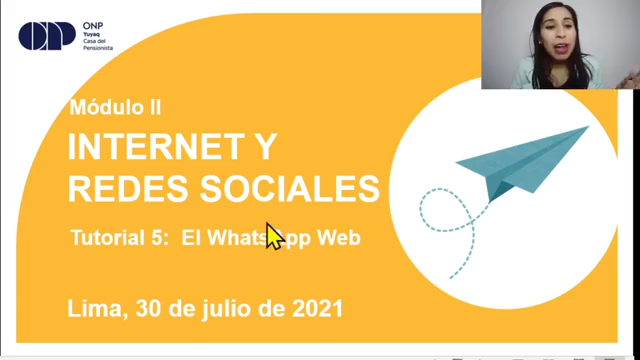 ONP
Yuyaq
Casa del
Pensionista
Módulo II
INTERNET Y
REDES SOCIALES
Tutorial 5: El WhatsApp Web
Lima, 30 de julio de 2021